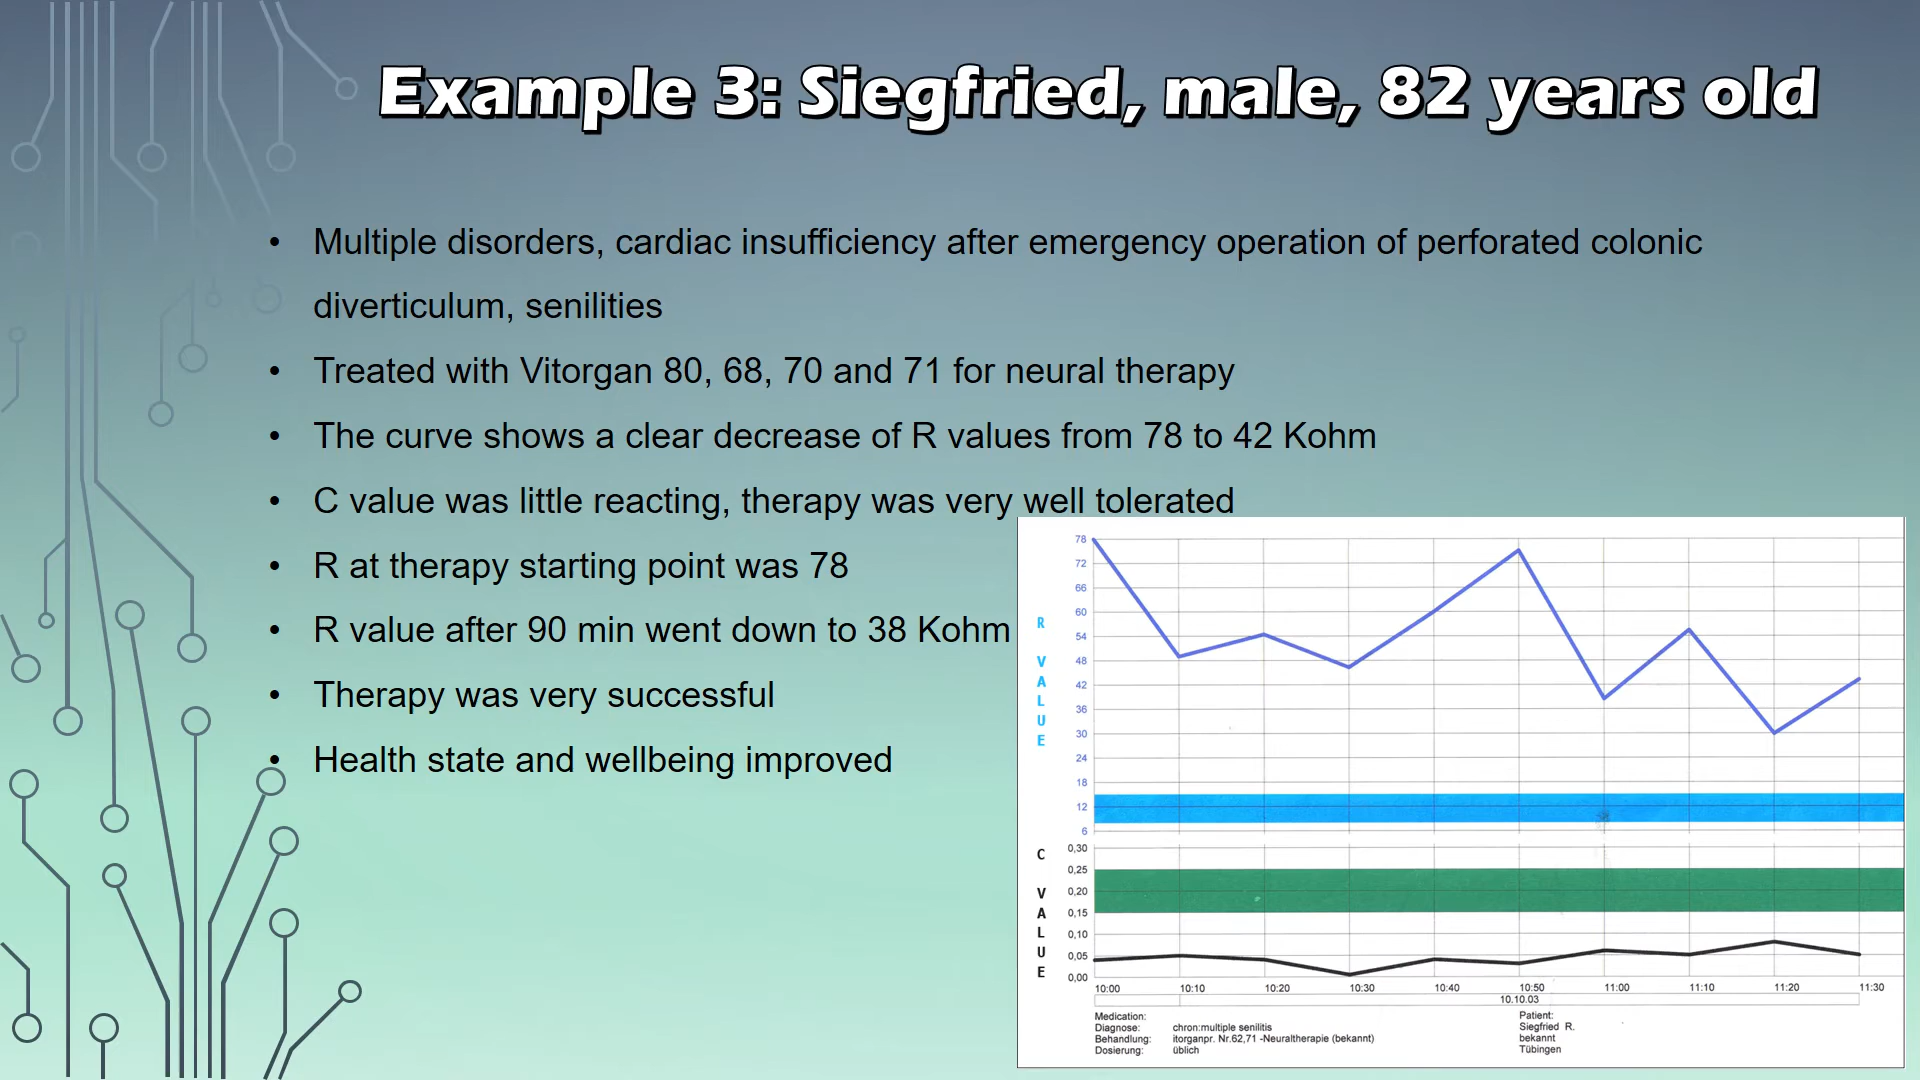 Example 3: Siegfried, male, 82 years old
• Multiple disorders, cardiac insufficiency after emergency operation of perforated colonic
diverticulum, senilities
• Treated with Vitorgan 80, 68, 70 and 71 for neural therapy
• The curve shows a clear decrease of R values from 78 to 42 Kohm
• C value was little reacting, therapy was very well tolerated
• R at therapy starting point was 78
• R value after 90 min went down to 38 Kohm
• Therapy was very successful
• Health state and wellbeing improved
R VALUE
78
72
66
60
54
48
42
36
30
24
18
12
6
C VALUE
0,30
0,25
0,20
0,15
0,10
0,05
0,00
10:00 10:10 10:20 10:30 10:40 10:50 11:00 11:10 11:20 11:30
10.10.03
Medication:
Diagnose: chron:multiple senilitis
Behandlung: itorganpr. Nr.62,71 -Neuraltherapie (bekannt)
Dosierung: üblich
Patient:
Siegfried R.
bekannt
Tübingen